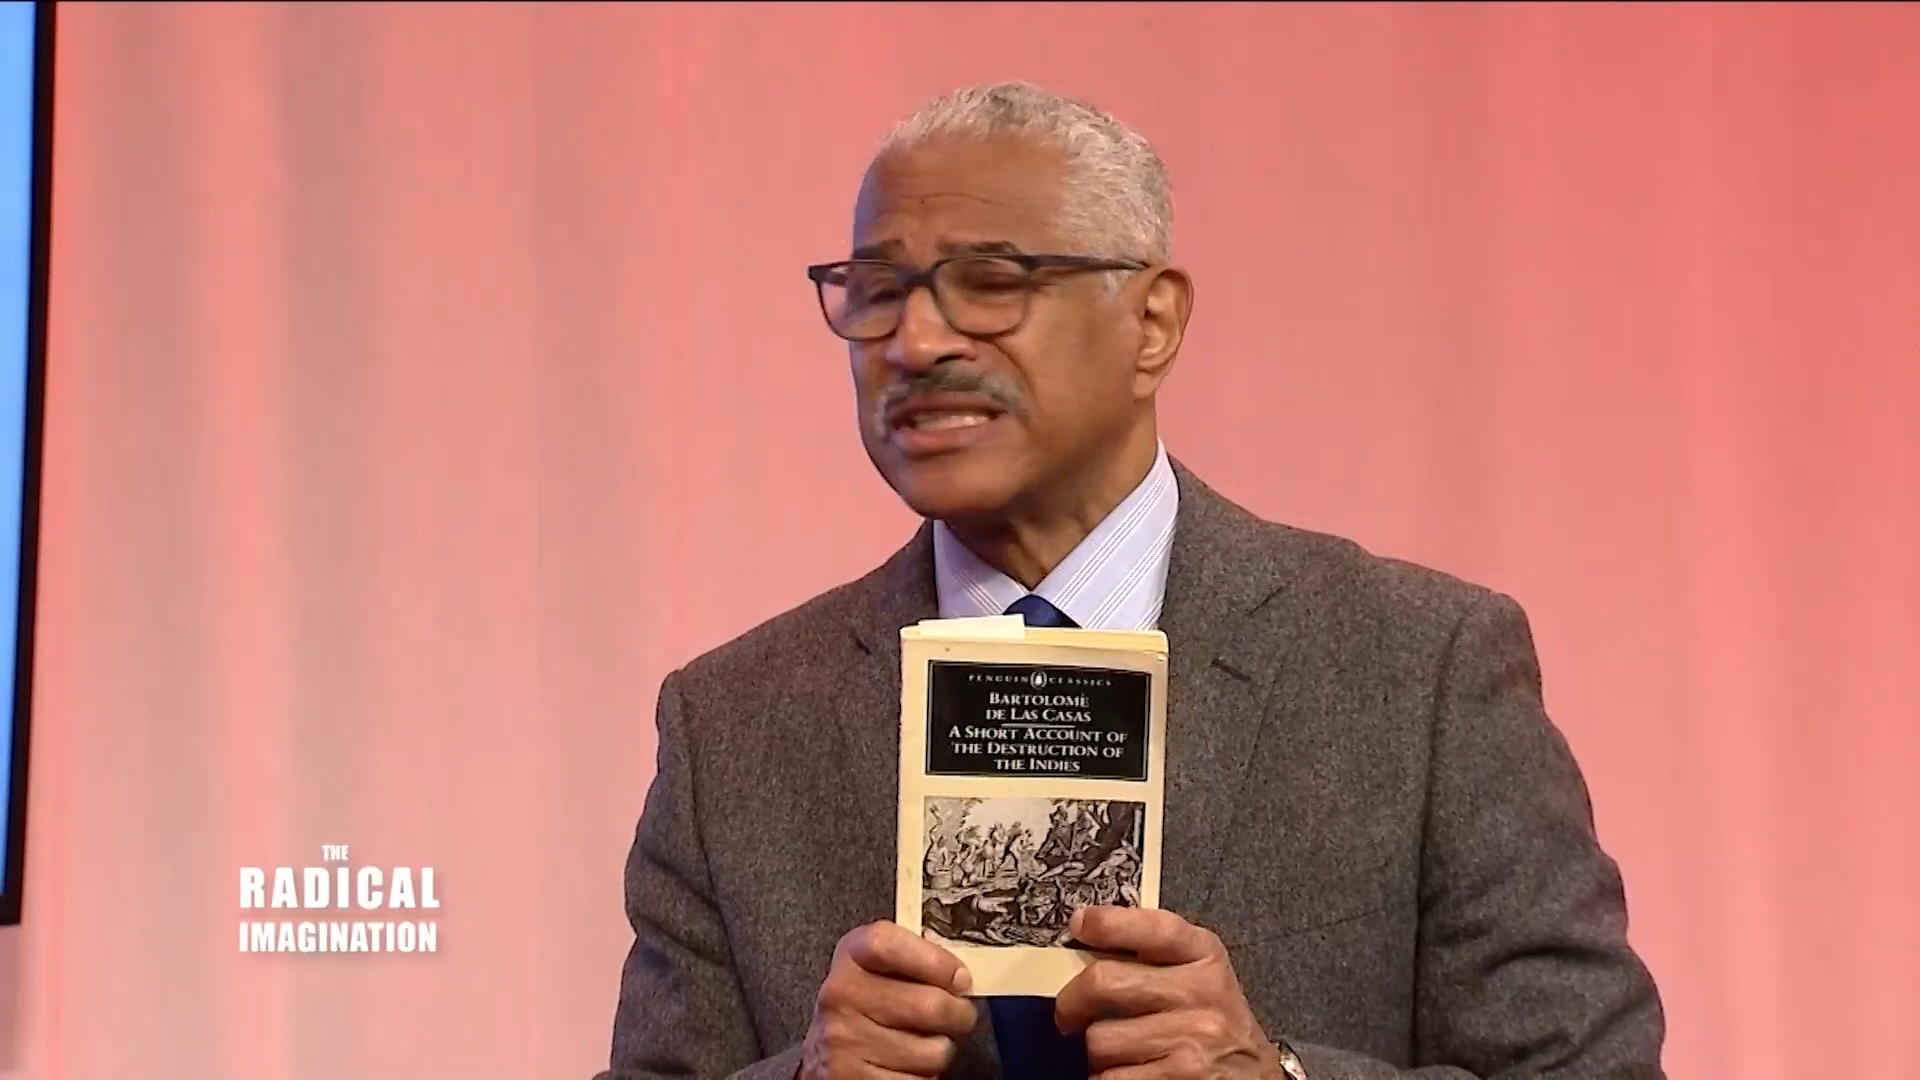 PENGUIN CLASSICS
BARTOLOMÉ
DE LAS CASAS
A SHORT ACCOUNT OF
THE DESTRUCTION OF
THE INDIES
THE
RADICAL
IMAGINATION